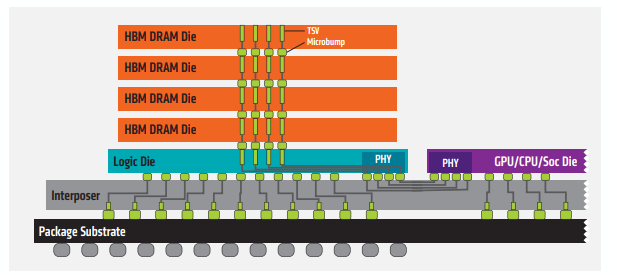 HBM DRAM Die
TSV
Microbump
HBM DRAM Die
HBM DRAM Die
HBM DRAM Die
Logic Die
PHY
PHY
GPU/CPU/Soc Die
Interposer
Package Substrate